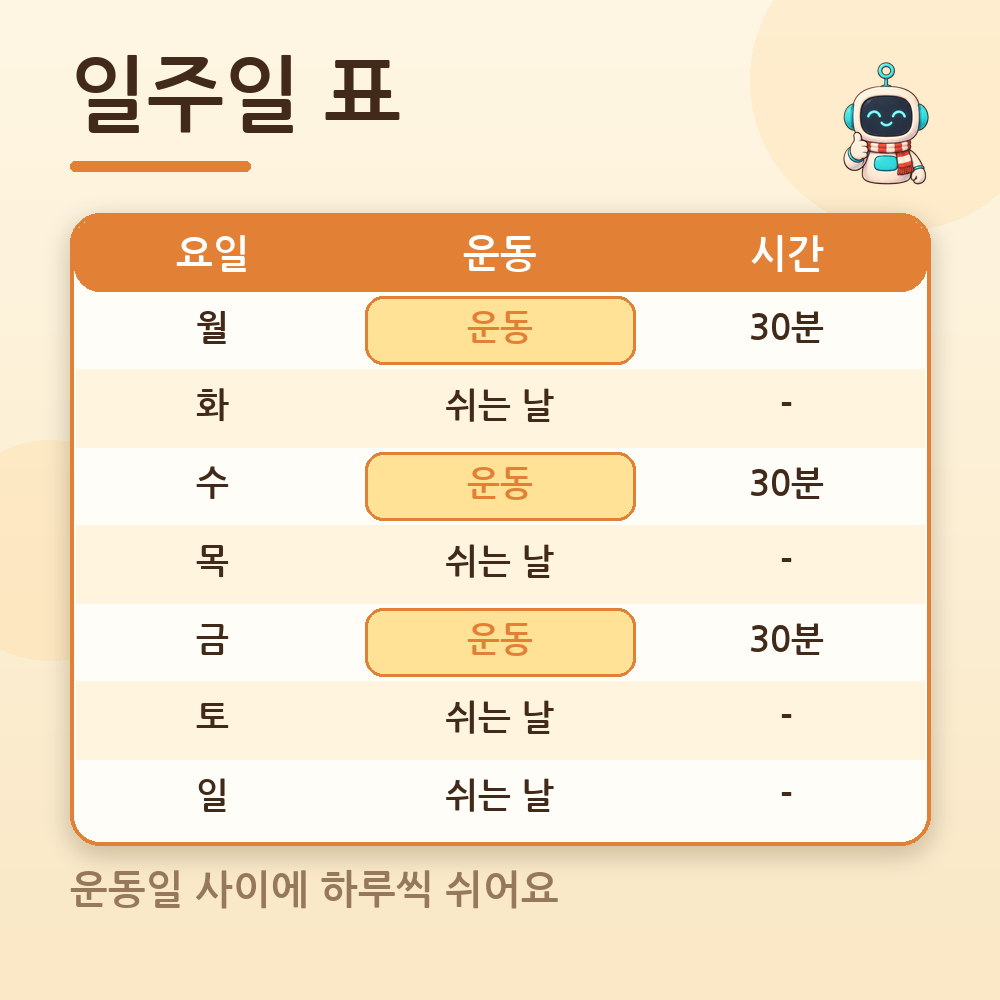 일주일 표
요일 운동 시간
월 운동 30분
화 쉬는 날 -
수 운동 30분
목 쉬는 날 -
금 운동 30분
토 쉬는 날 -
일 쉬는 날 -
운동일 사이에 하루씩 쉬어요